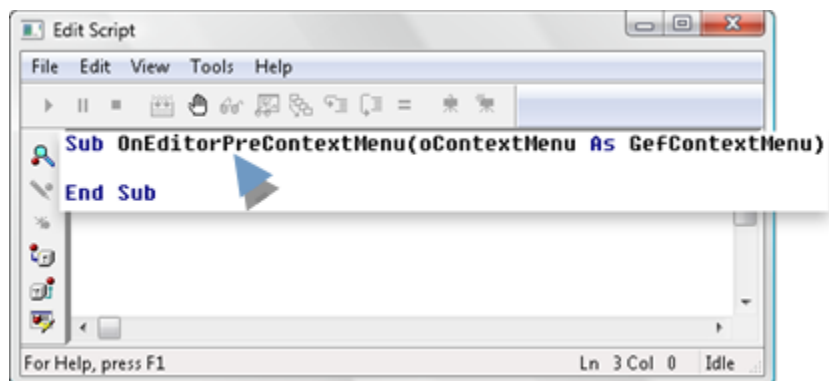 Edit Script
File Edit View Tools Help
Sub OnEditorPreContextMenu(oContextMenu As GefContextMenu)
End Sub
For Help, press F1 Ln 3 Col 0 Idle